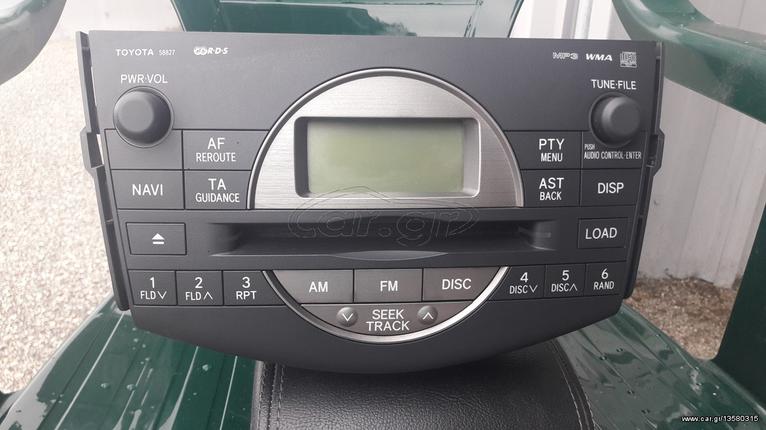 TOYOTA 58827 R·D·S MP3 WMA
PWR·VOL TUNE·FILE
AF REROUTE
PTY MENU
PUSH AUDIO CONTROL·ENTER
NAVI
TA GUIDANCE
AST BACK
DISP
car.gr
LOAD
1 FLD ∨
2 FLD ∧
3 RPT
AM
FM
DISC
4 DISC ∨
5 DISC ∧
6 RAND
∨ SEEK TRACK ∧
www.car.gr/13580315